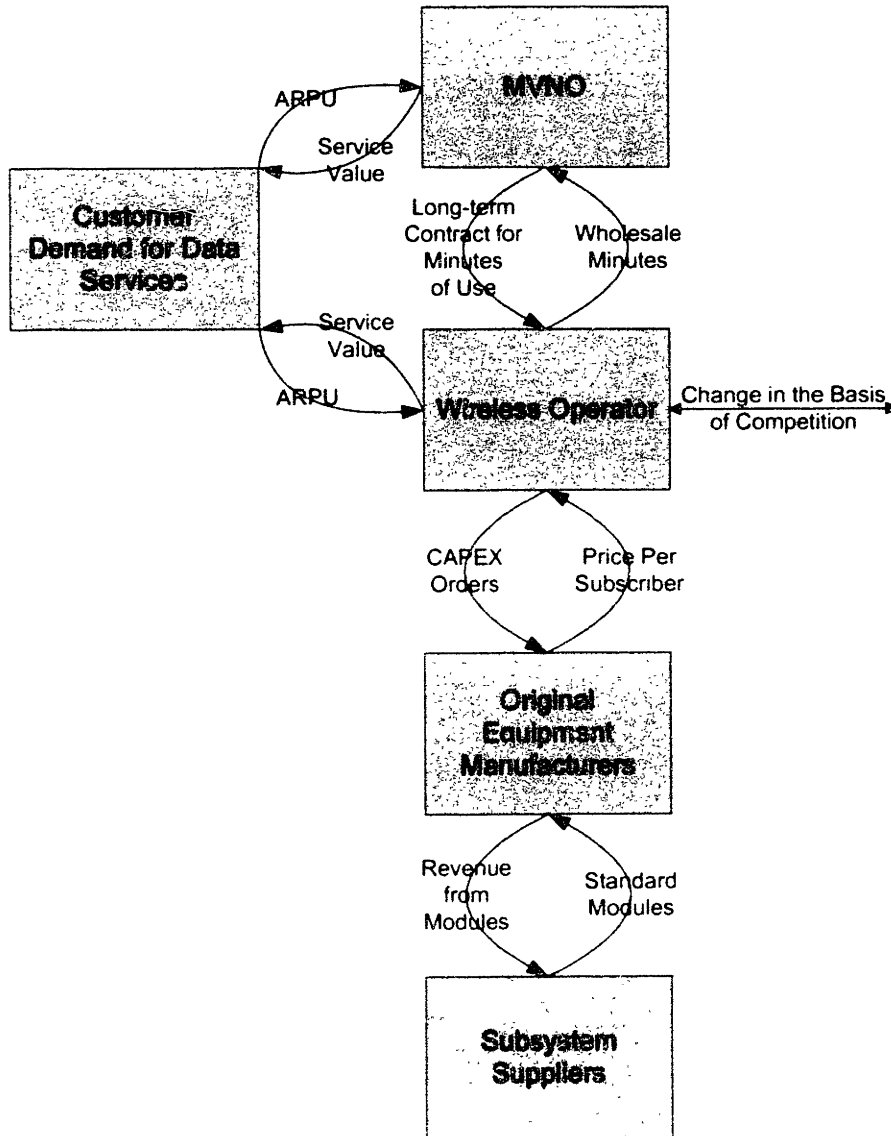 MVNO
ARPU
Service
Value
Customer
Demand for Data
Services
Long-term
Contract for
Minutes
of Use
Wholesale
Minutes
Service
Value
ARPU
Wireless Operator
Change in the Basis
of Competition
CAPEX
Orders
Price Per
Subscriber
Original
Equipment
Manufacturers
Revenue
from
Modules
Standard
Modules
Subsystem
Suppliers